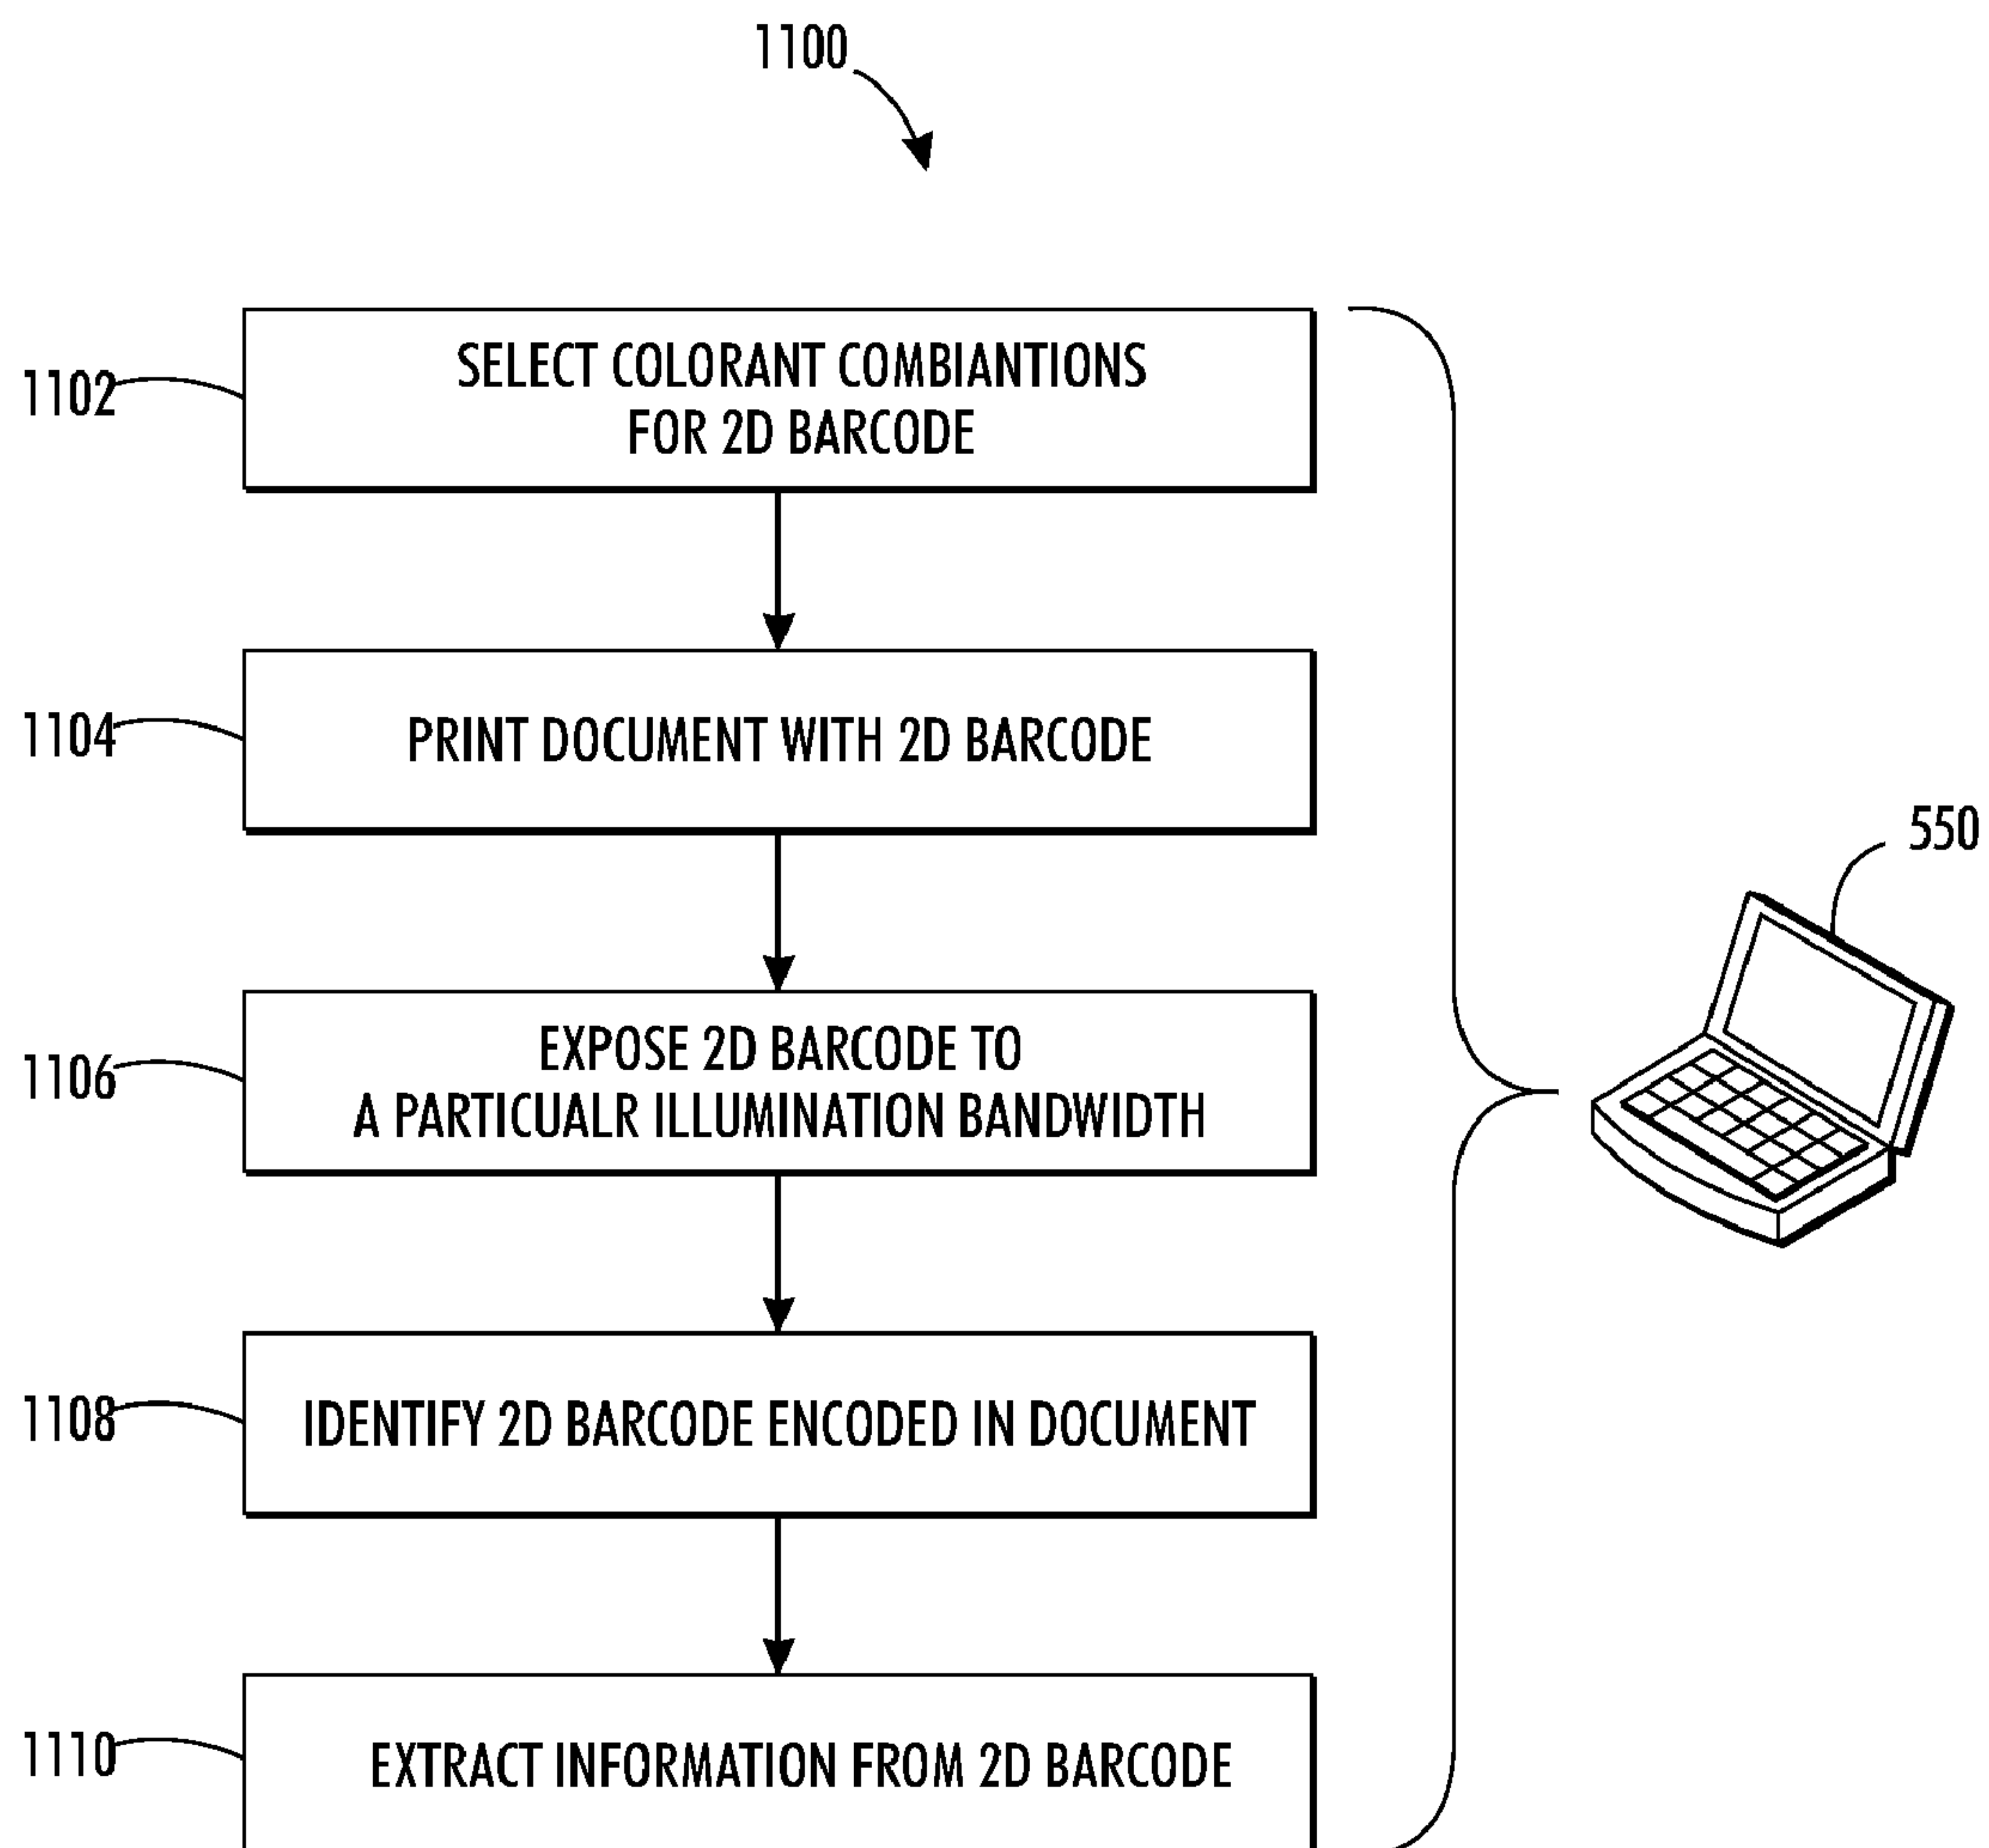 1100
1102
SELECT COLORANT COMBIANTIONS
FOR 2D BARCODE
1104
PRINT DOCUMENT WITH 2D BARCODE
550
1106
EXPOSE 2D BARCODE TO
A PARTICUALR ILLUMINATION BANDWIDTH
1108
IDENTIFY 2D BARCODE ENCODED IN DOCUMENT
1110
EXTRACT INFORMATION FROM 2D BARCODE